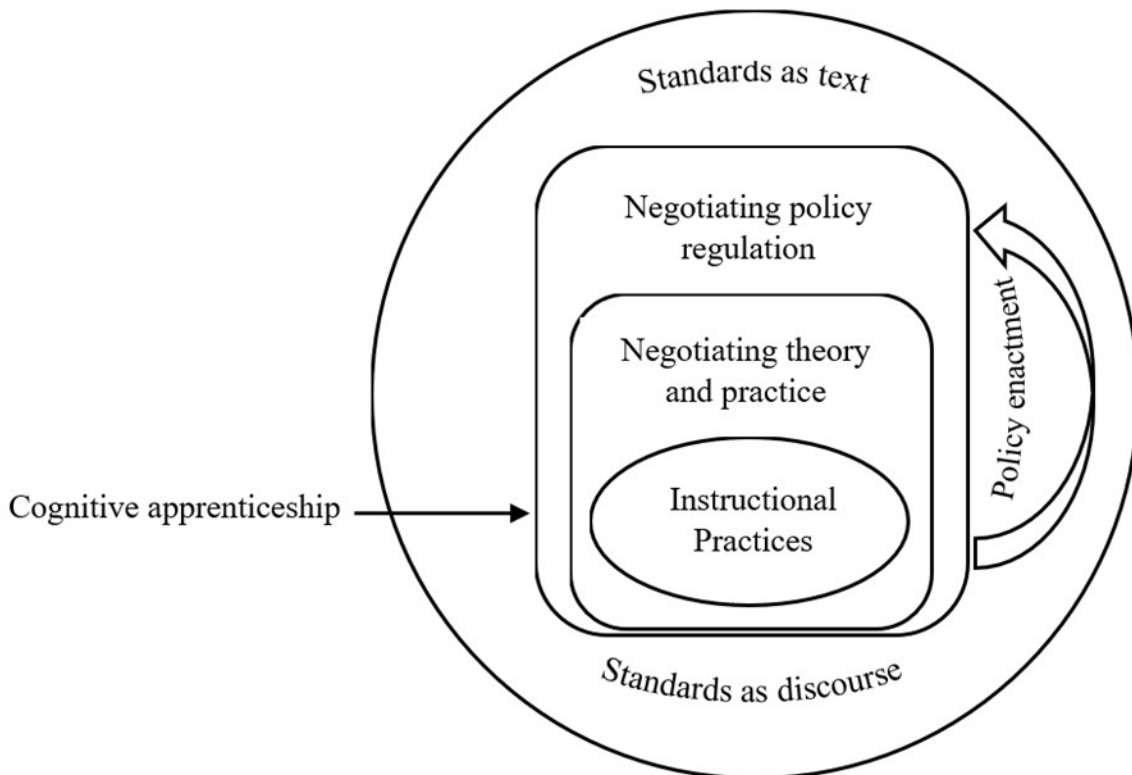 Standards as text
Negotiating policy
regulation
Negotiating theory
and practice
Policy enactment
Cognitive apprenticeship
Instructional
Practices
Standards as discourse